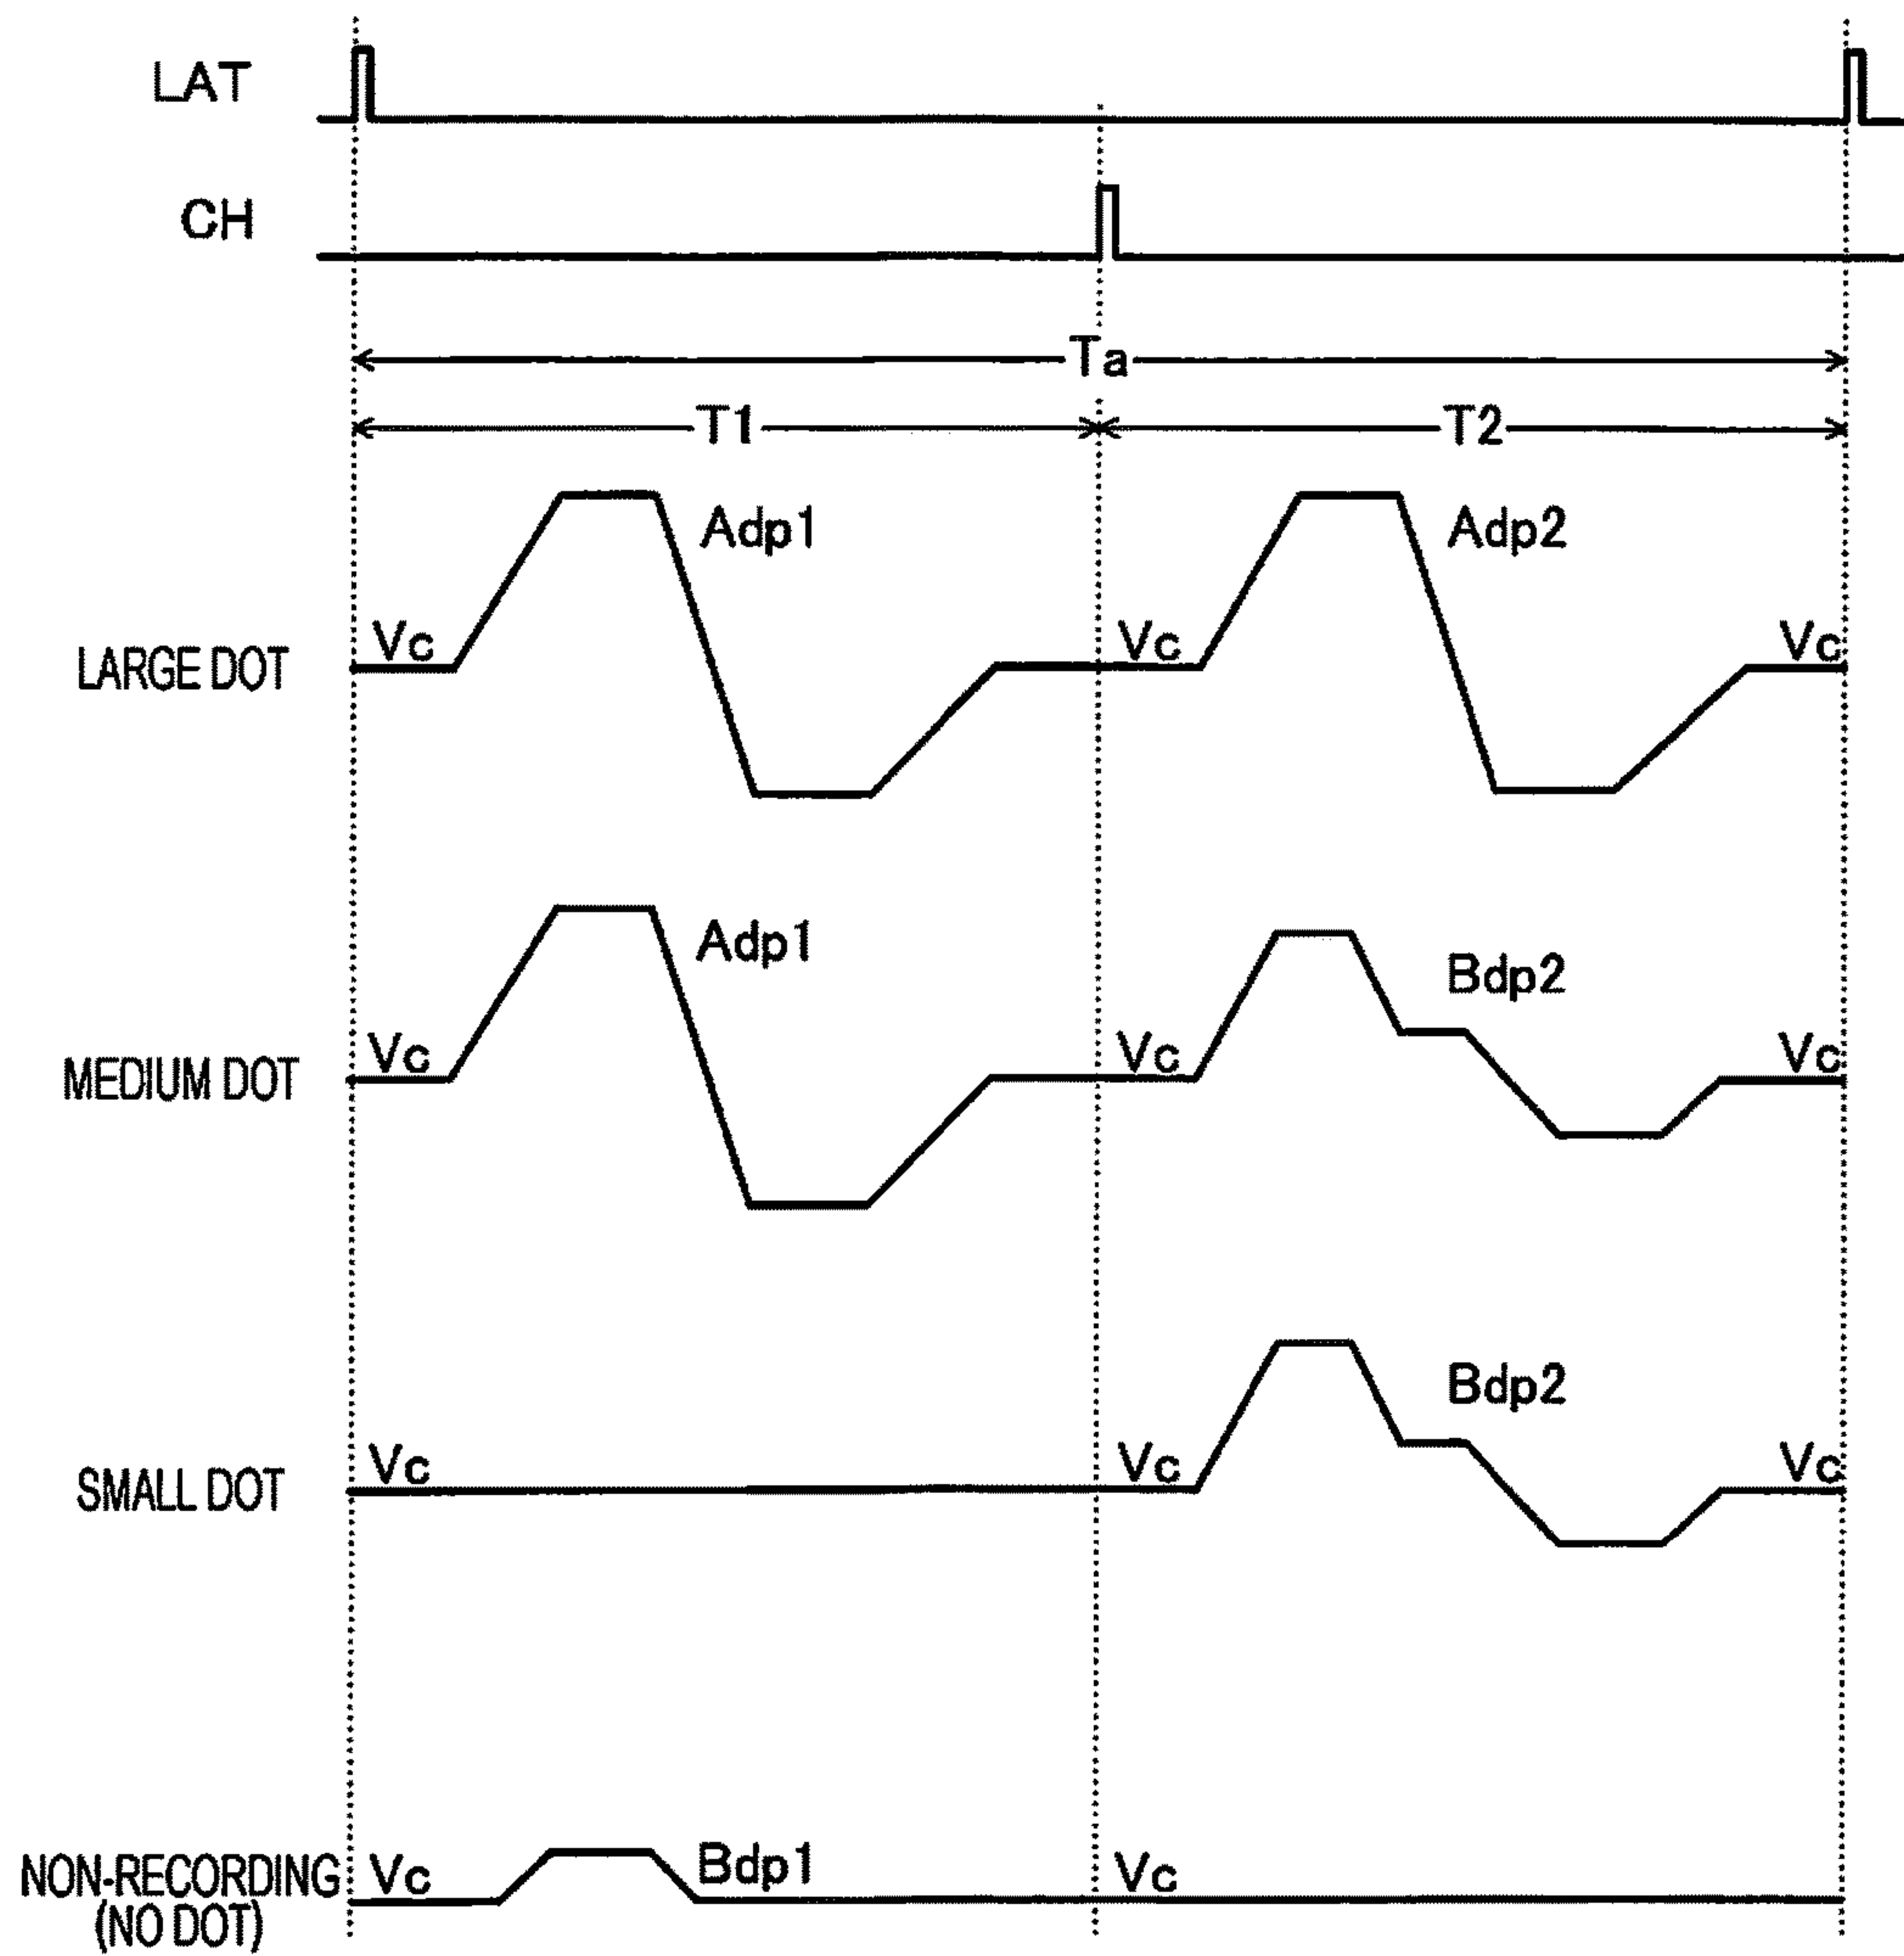 LAT
CH
Ta
T1 T2
Adp1 Adp2
LARGE DOT Vc Vc Vc
Adp1 Bdp2
MEDIUM DOT Vc Vc Vc
Bdp2
SMALL DOT Vc Vc Vc
NON-RECORDING Vc Bdp1 Vc
(NO DOT)